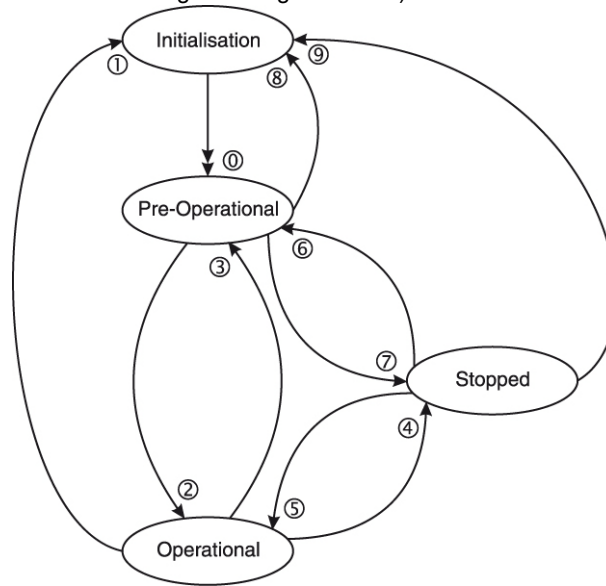 Initialisation
①
⑨
⑧
⓪
Pre-Operational
③
⑥
⑦
Stopped
④
②
⑤
Operational